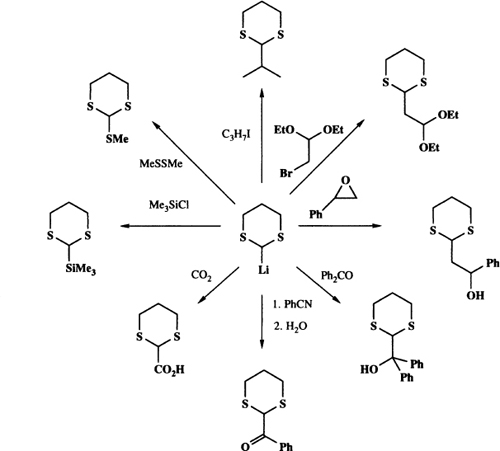 S S
S S
S S
SMe
C₃H₇I
EtO OEt
Br
OEt
OEt
MeSSMe
Me₃SiCl
O
Ph
S S
SiMe₃
S S
Li
S S
Ph
OH
CO₂
Ph₂CO
1. PhCN
2. H₂O
S S
CO₂H
S S
HO Ph
Ph
S S
O Ph